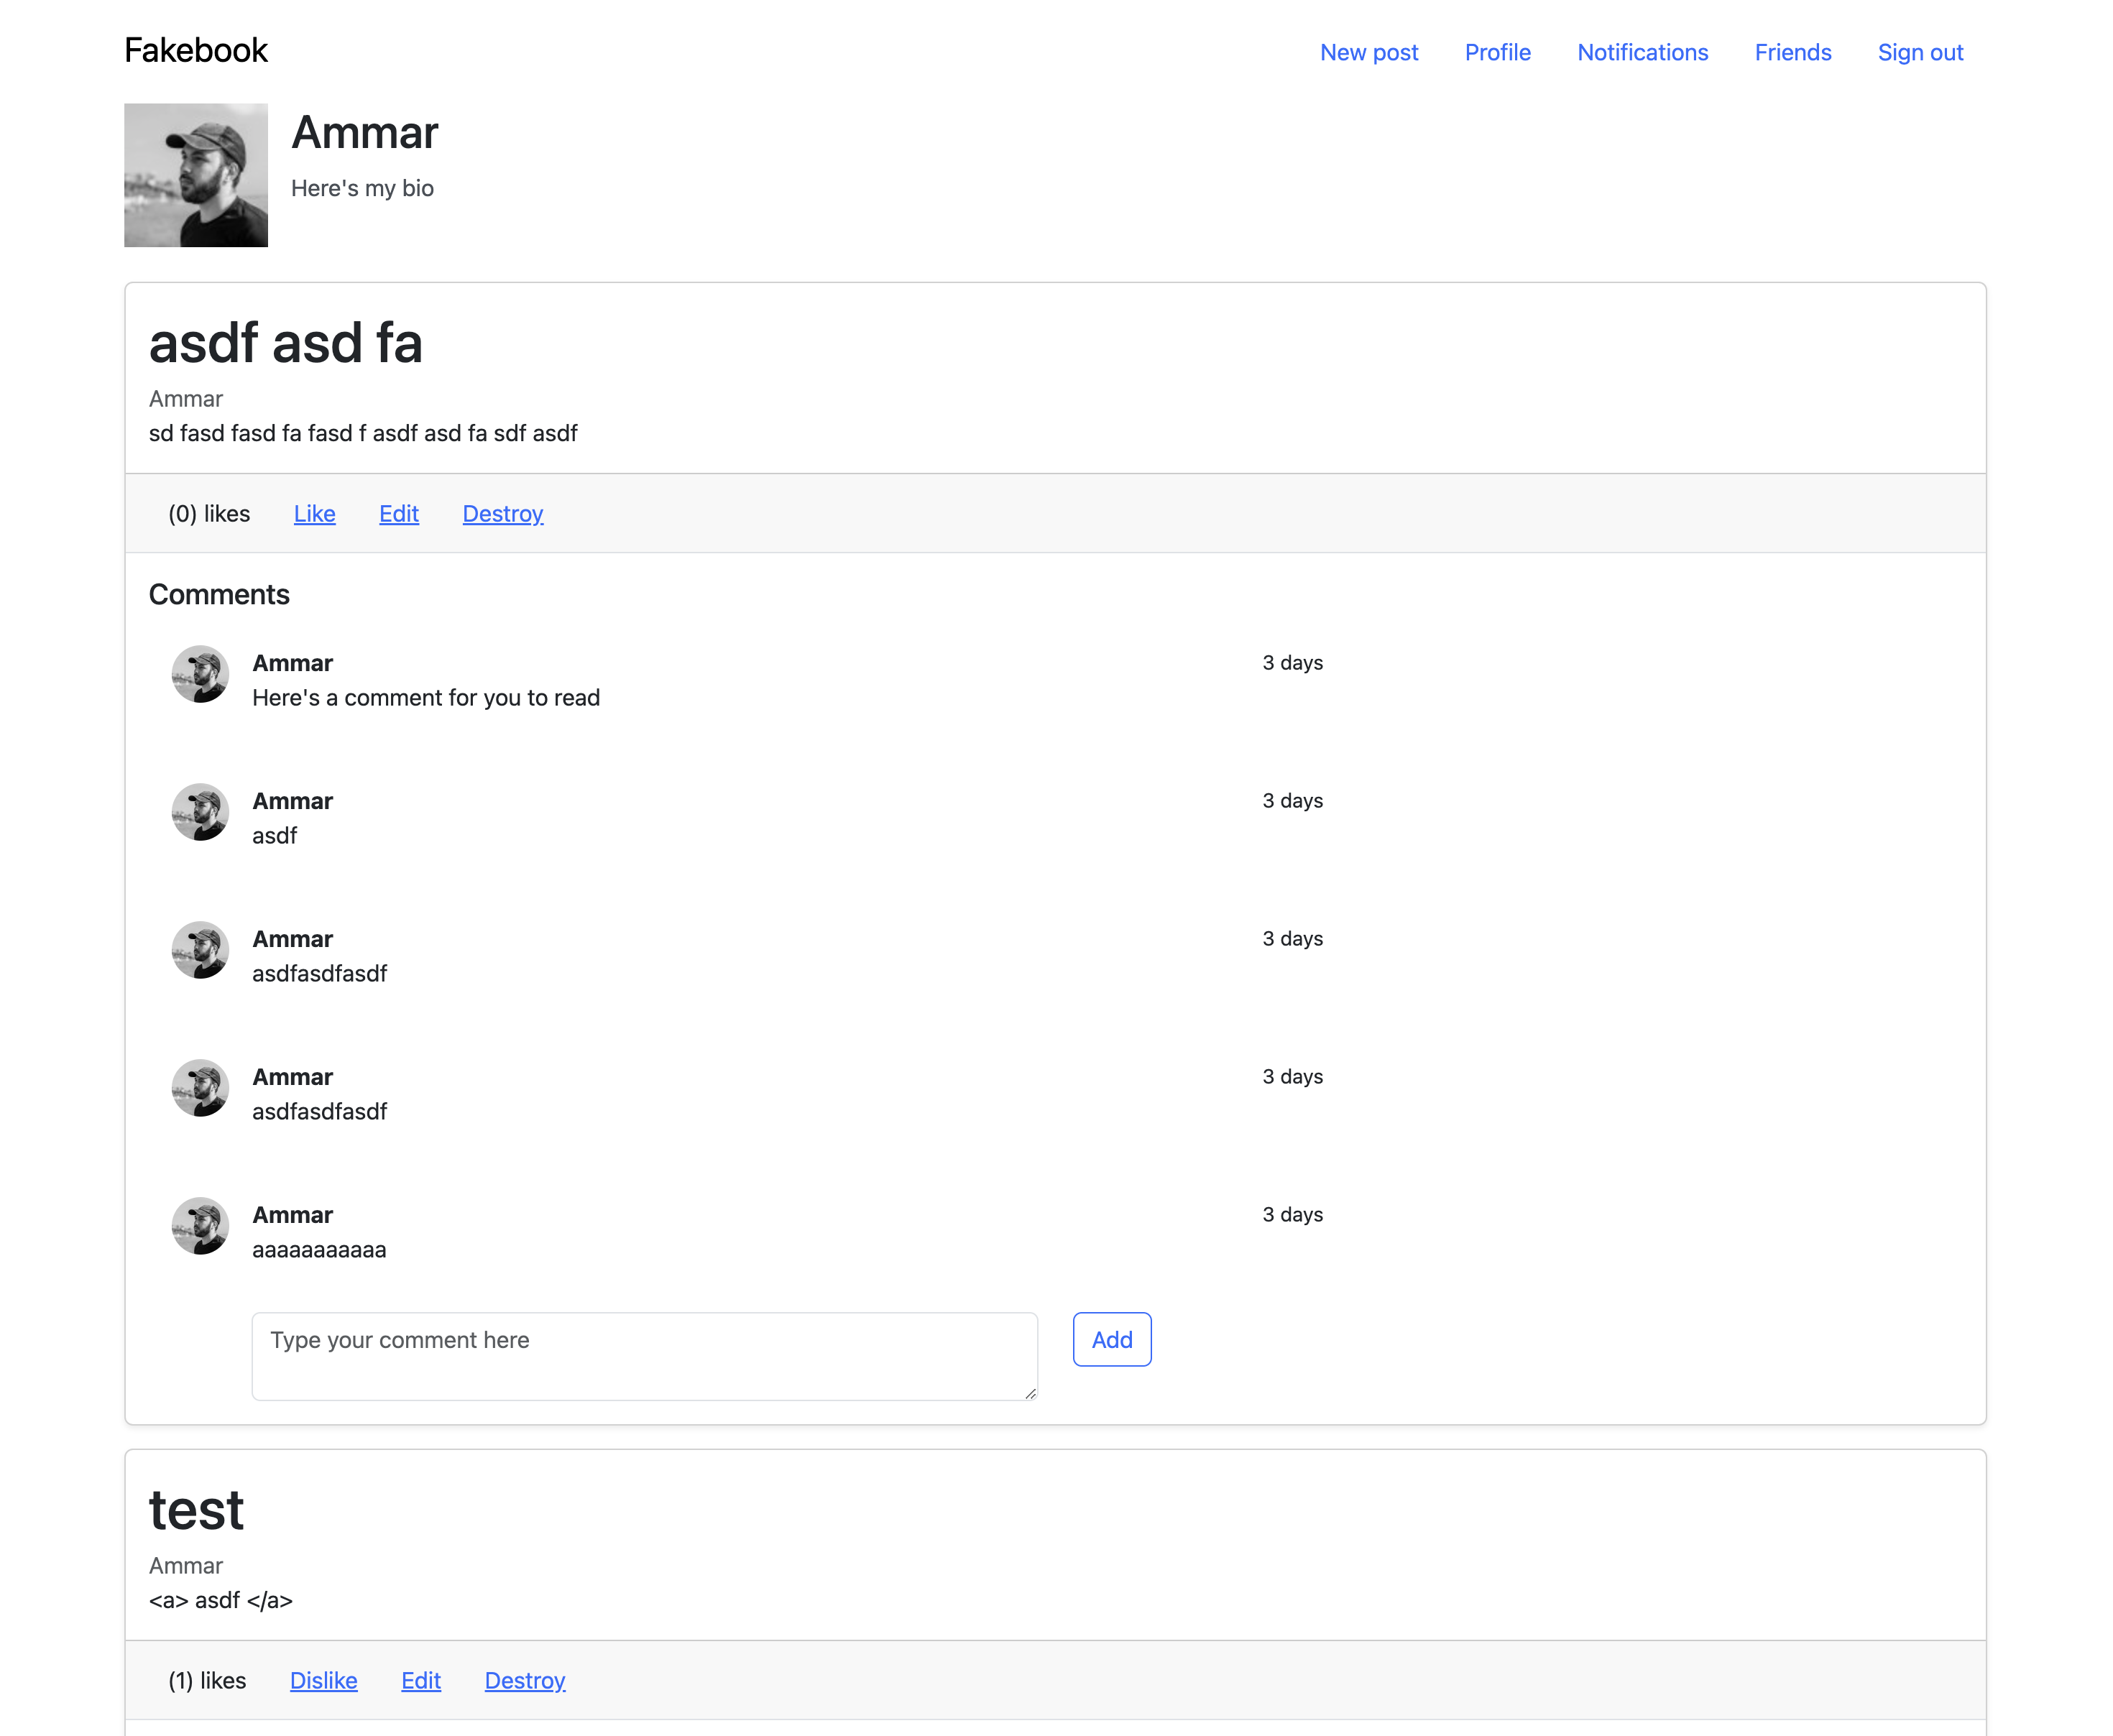 Fakebook New post Profile Notifications Friends Sign out
Ammar
Here's my bio
asdf asd fa
Ammar
sd fasd fasd fa fasd f asdf asd fa sdf asdf
(0) likes Like Edit Destroy
Comments
Ammar 3 days
Here's a comment for you to read
Ammar 3 days
asdf
Ammar 3 days
asdfasdfasdf
Ammar 3 days
asdfasdfasdf
Ammar 3 days
aaaaaaaaaaa
Type your comment here Add
test
Ammar
<a> asdf </a>
(1) likes Dislike Edit Destroy